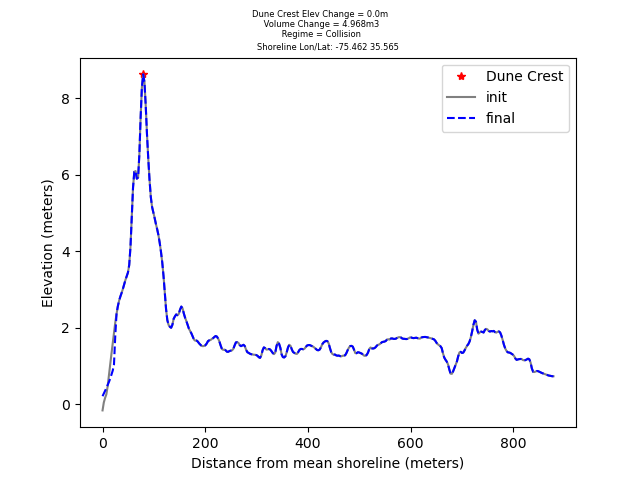 Dune Crest Elev Change = 0.0m
Volume Change = 4.968m3
Regime = Collision
Shoreline Lon/Lat: -75.462 35.565
Dune Crest
init
final
8
6
4
2
0
Elevation (meters)
0 200 400 600 800
Distance from mean shoreline (meters)